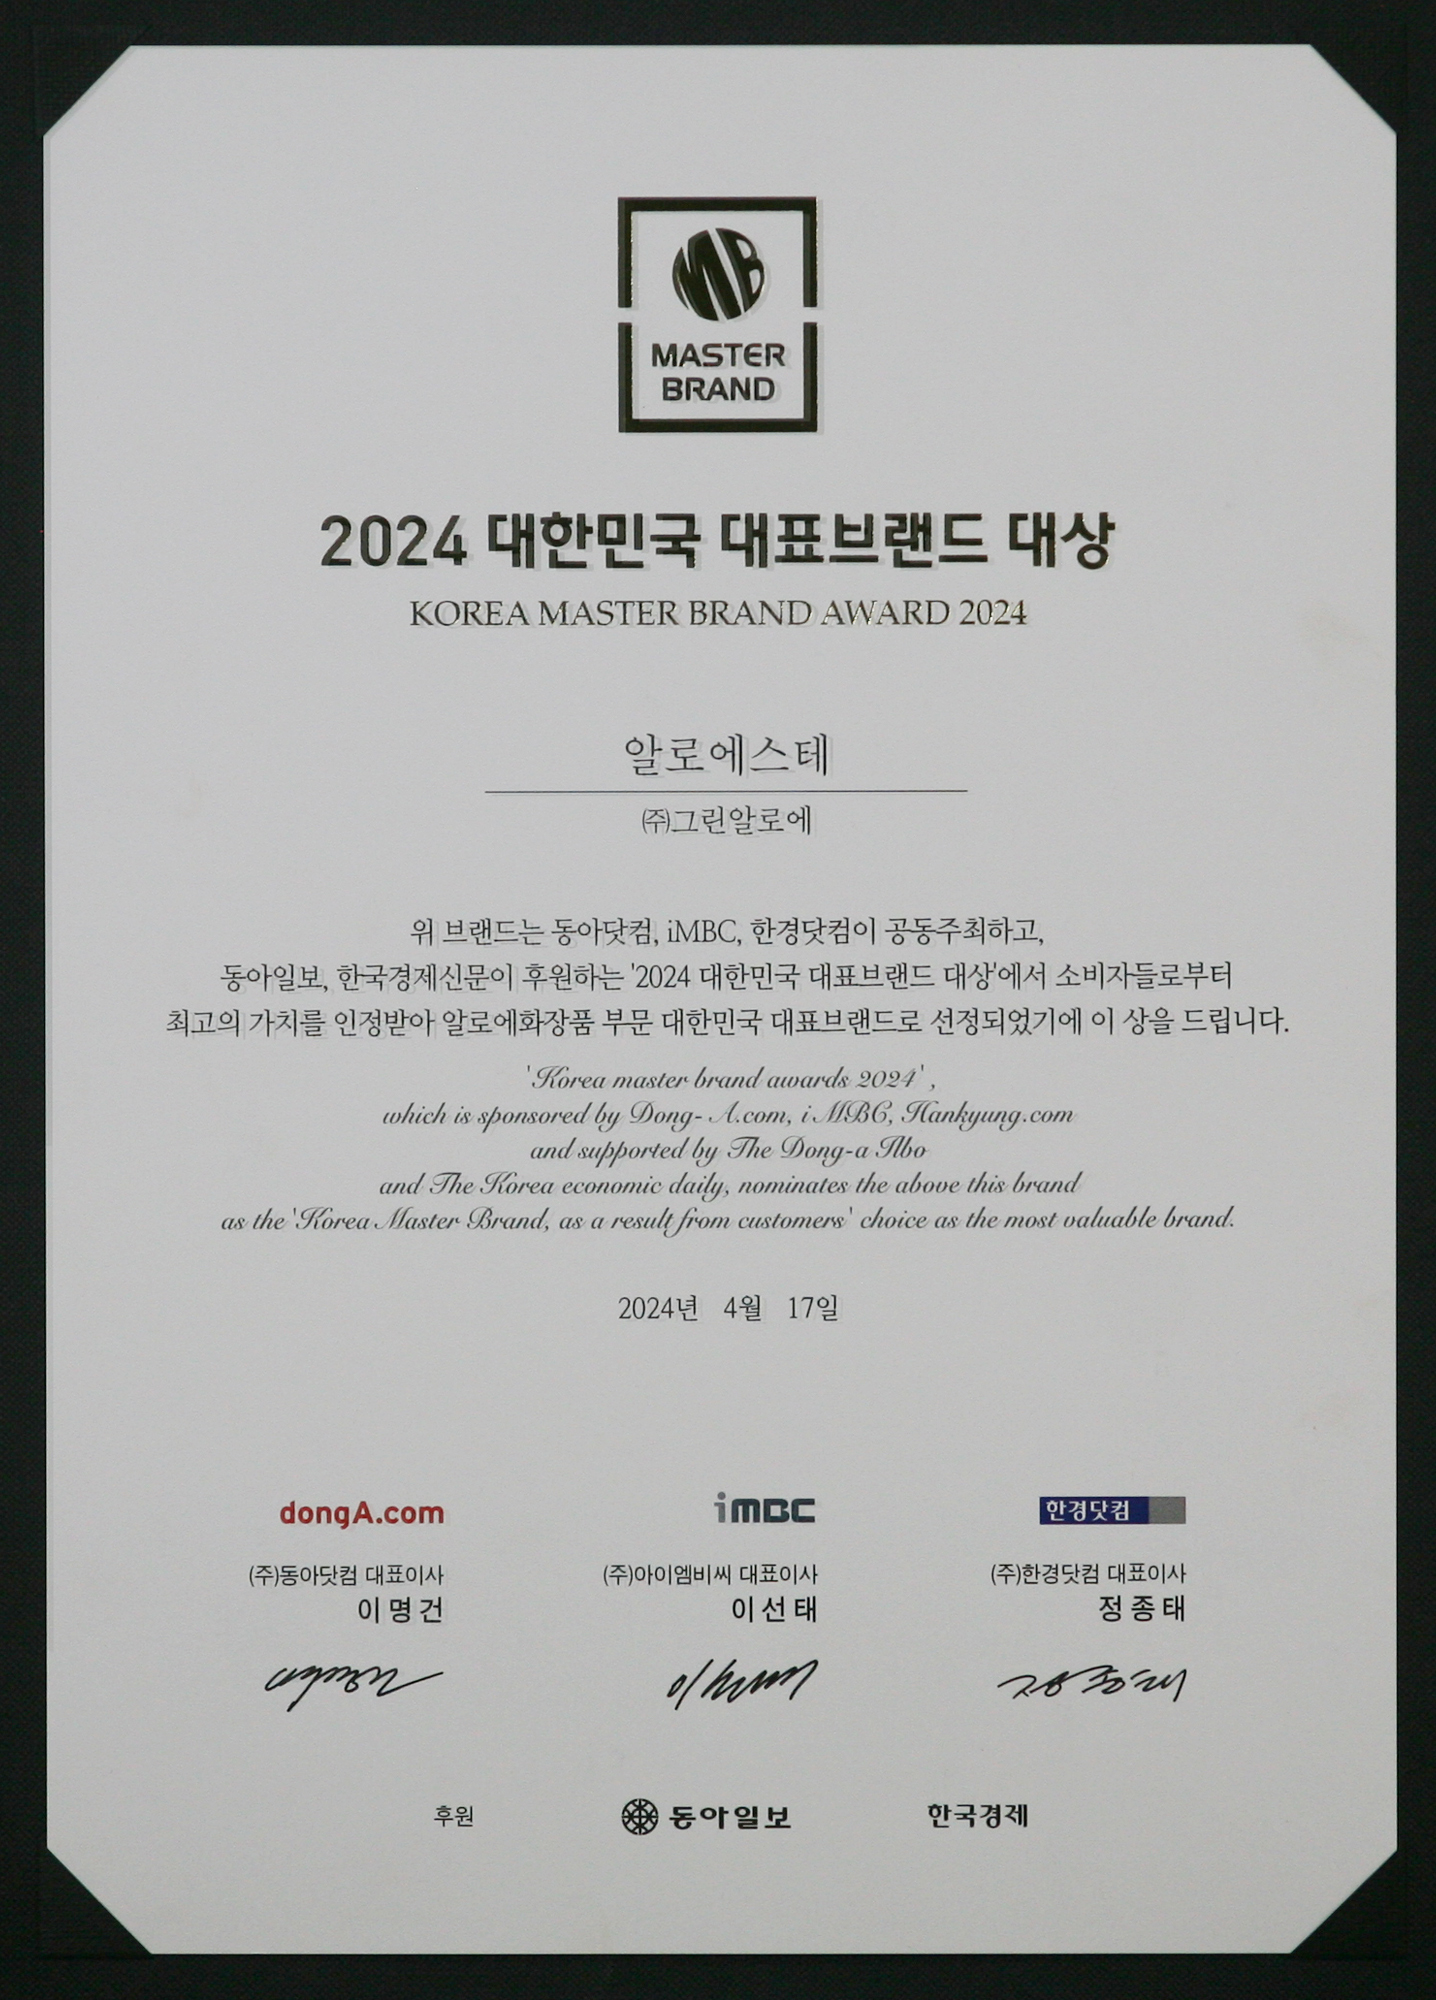 MB
MASTER
BRAND
2024 대한민국 대표브랜드 대상
KOREA MASTER BRAND AWARD 2024
알로에스테
㈜그린알로에
위 브랜드는 동아닷컴, iMBC, 한경닷컴이 공동주최하고,
동아일보, 한국경제신문이 후원하는 '2024 대한민국 대표브랜드 대상'에서 소비자들로부터
최고의 가치를 인정받아 알로에화장품 부문 대한민국 대표브랜드로 선정되었기에 이 상을 드립니다.
'Korea master brand awards 2024' ,
which is sponsored by Dong- A.com, i MBC, Hankyung.com
and supported by The Dong-a Ilbo
and The Korea economic daily, nominates the above this brand
as the 'Korea Master Brand, as a result from customers' choice as the most valuable brand.
2024년 4월 17일
dongA.com iMBC 한경닷컴
(주)동아닷컴 대표이사 (주)아이엠비씨 대표이사 (주)한경닷컴 대표이사
이명건 이선태 정종태
이선태 정종태
후원 동아일보 한국경제